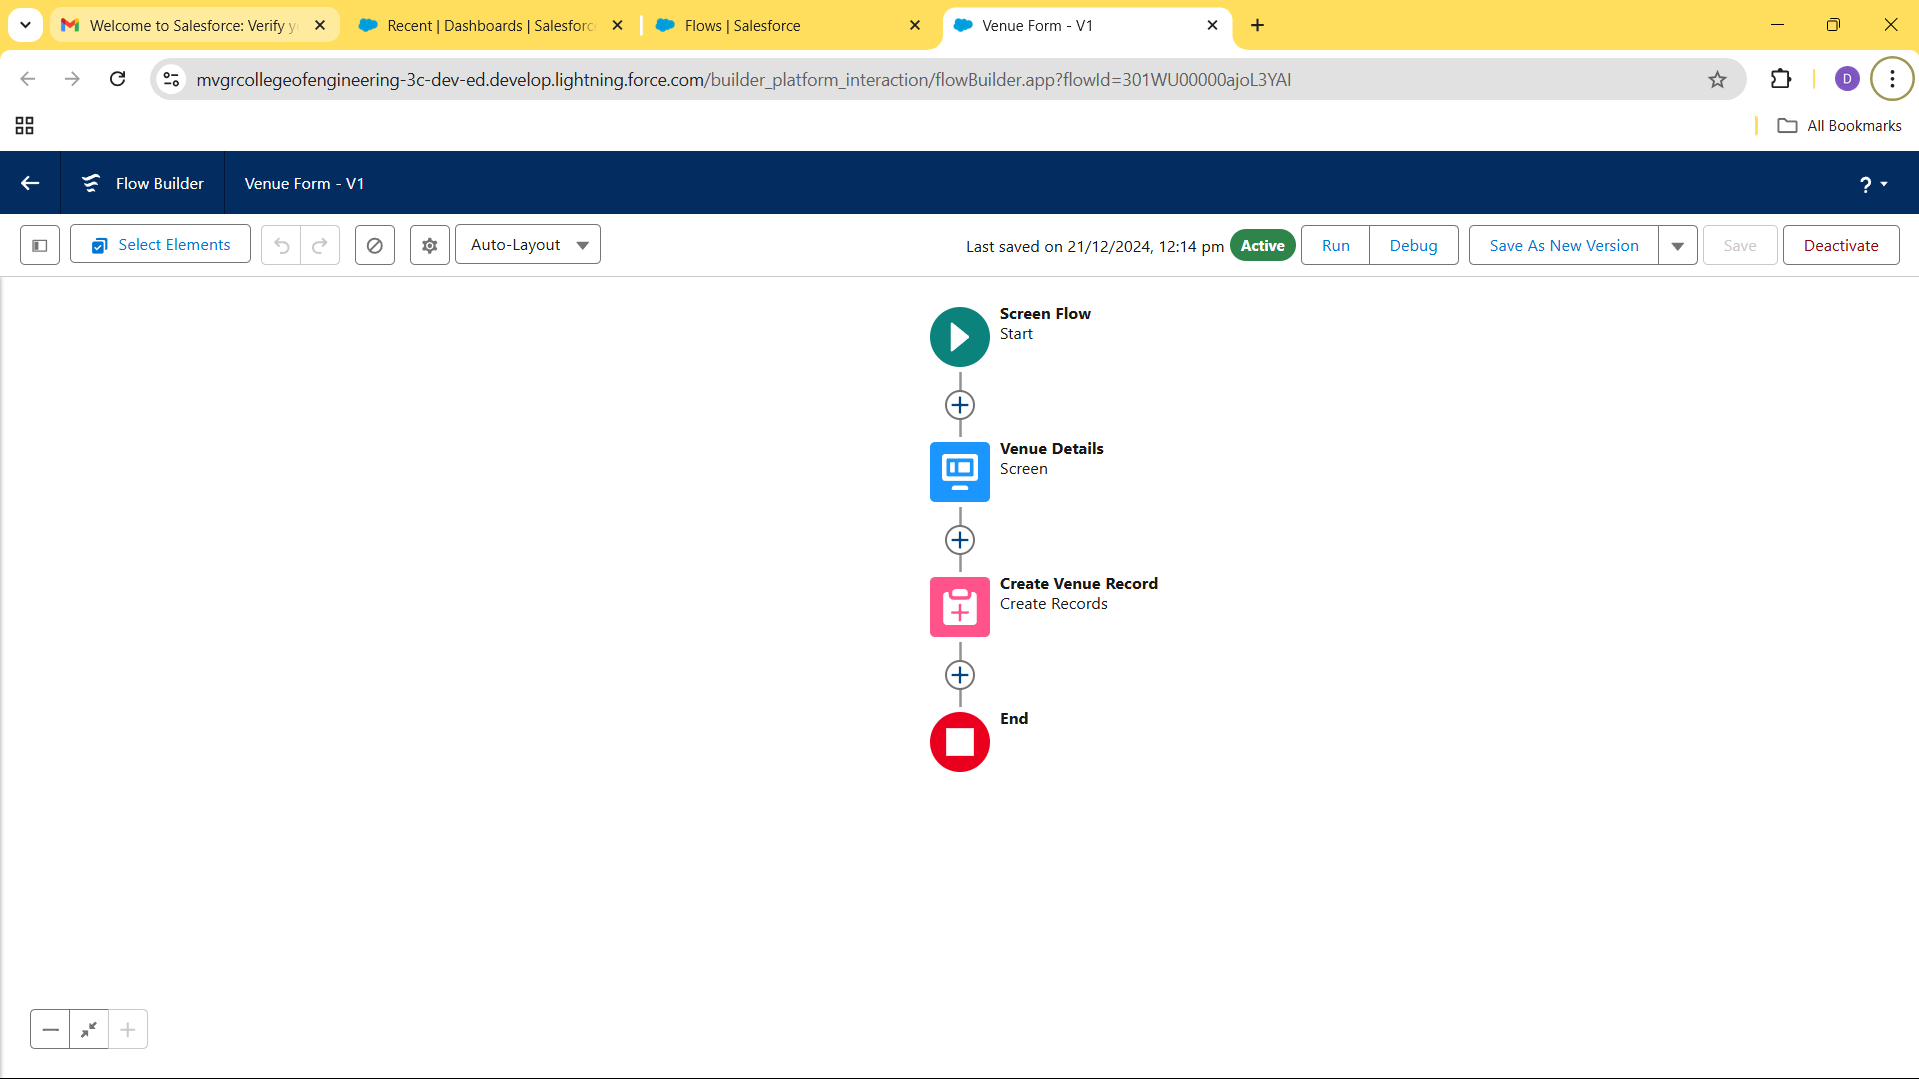 Welcome to Salesforce: Verify y
Recent | Dashboards | Salesforc
Flows | Salesforce
Venue Form - V1
mvgrcollegeofengineering-3c-dev-ed.develop.lightning.force.com/builder_platform_interaction/flowBuilder.app?flowId=301WU00000ajoL3YAI
D
All Bookmarks
Flow Builder
Venue Form - V1
?
Select Elements
Auto-Layout
Last saved on 21/12/2024, 12:14 pm
Active
Run
Debug
Save As New Version
Save
Deactivate
Screen Flow
Start
Venue Details
Screen
Create Venue Record
Create Records
End